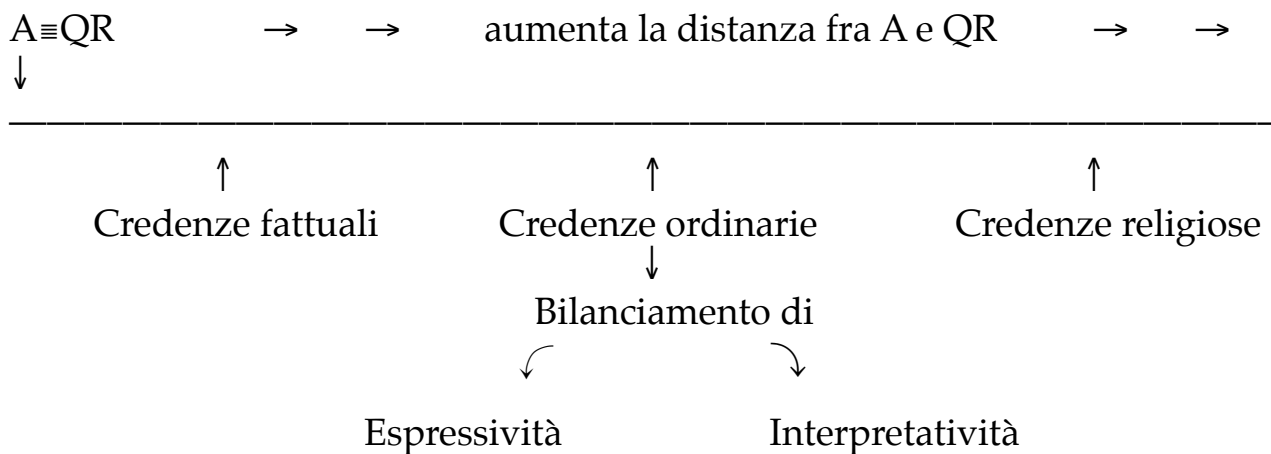 A≡QR → → aumenta la distanza fra A e QR → →
↓
↑ ↑ ↑
Credenze fattuali Credenze ordinarie Credenze religiose
↓
Bilanciamento di
Espressività Interpretatività